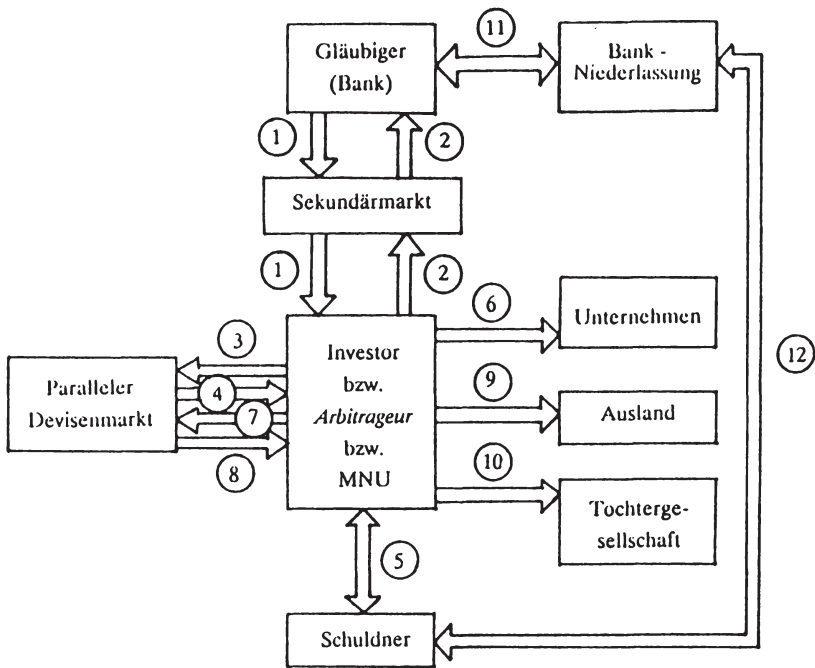 11
Gläubiger
(Bank)
Bank -
Niederlassung
1
2
Sekundärmarkt
1
2
6
Unternehmen
3
Investor
bzw.
Arbitrageur
bzw.
MNU
12
Paralleler
Devisenmarkt
4
7
8
9
Ausland
10
Tochterge-
sellschaft
5
Schuldner